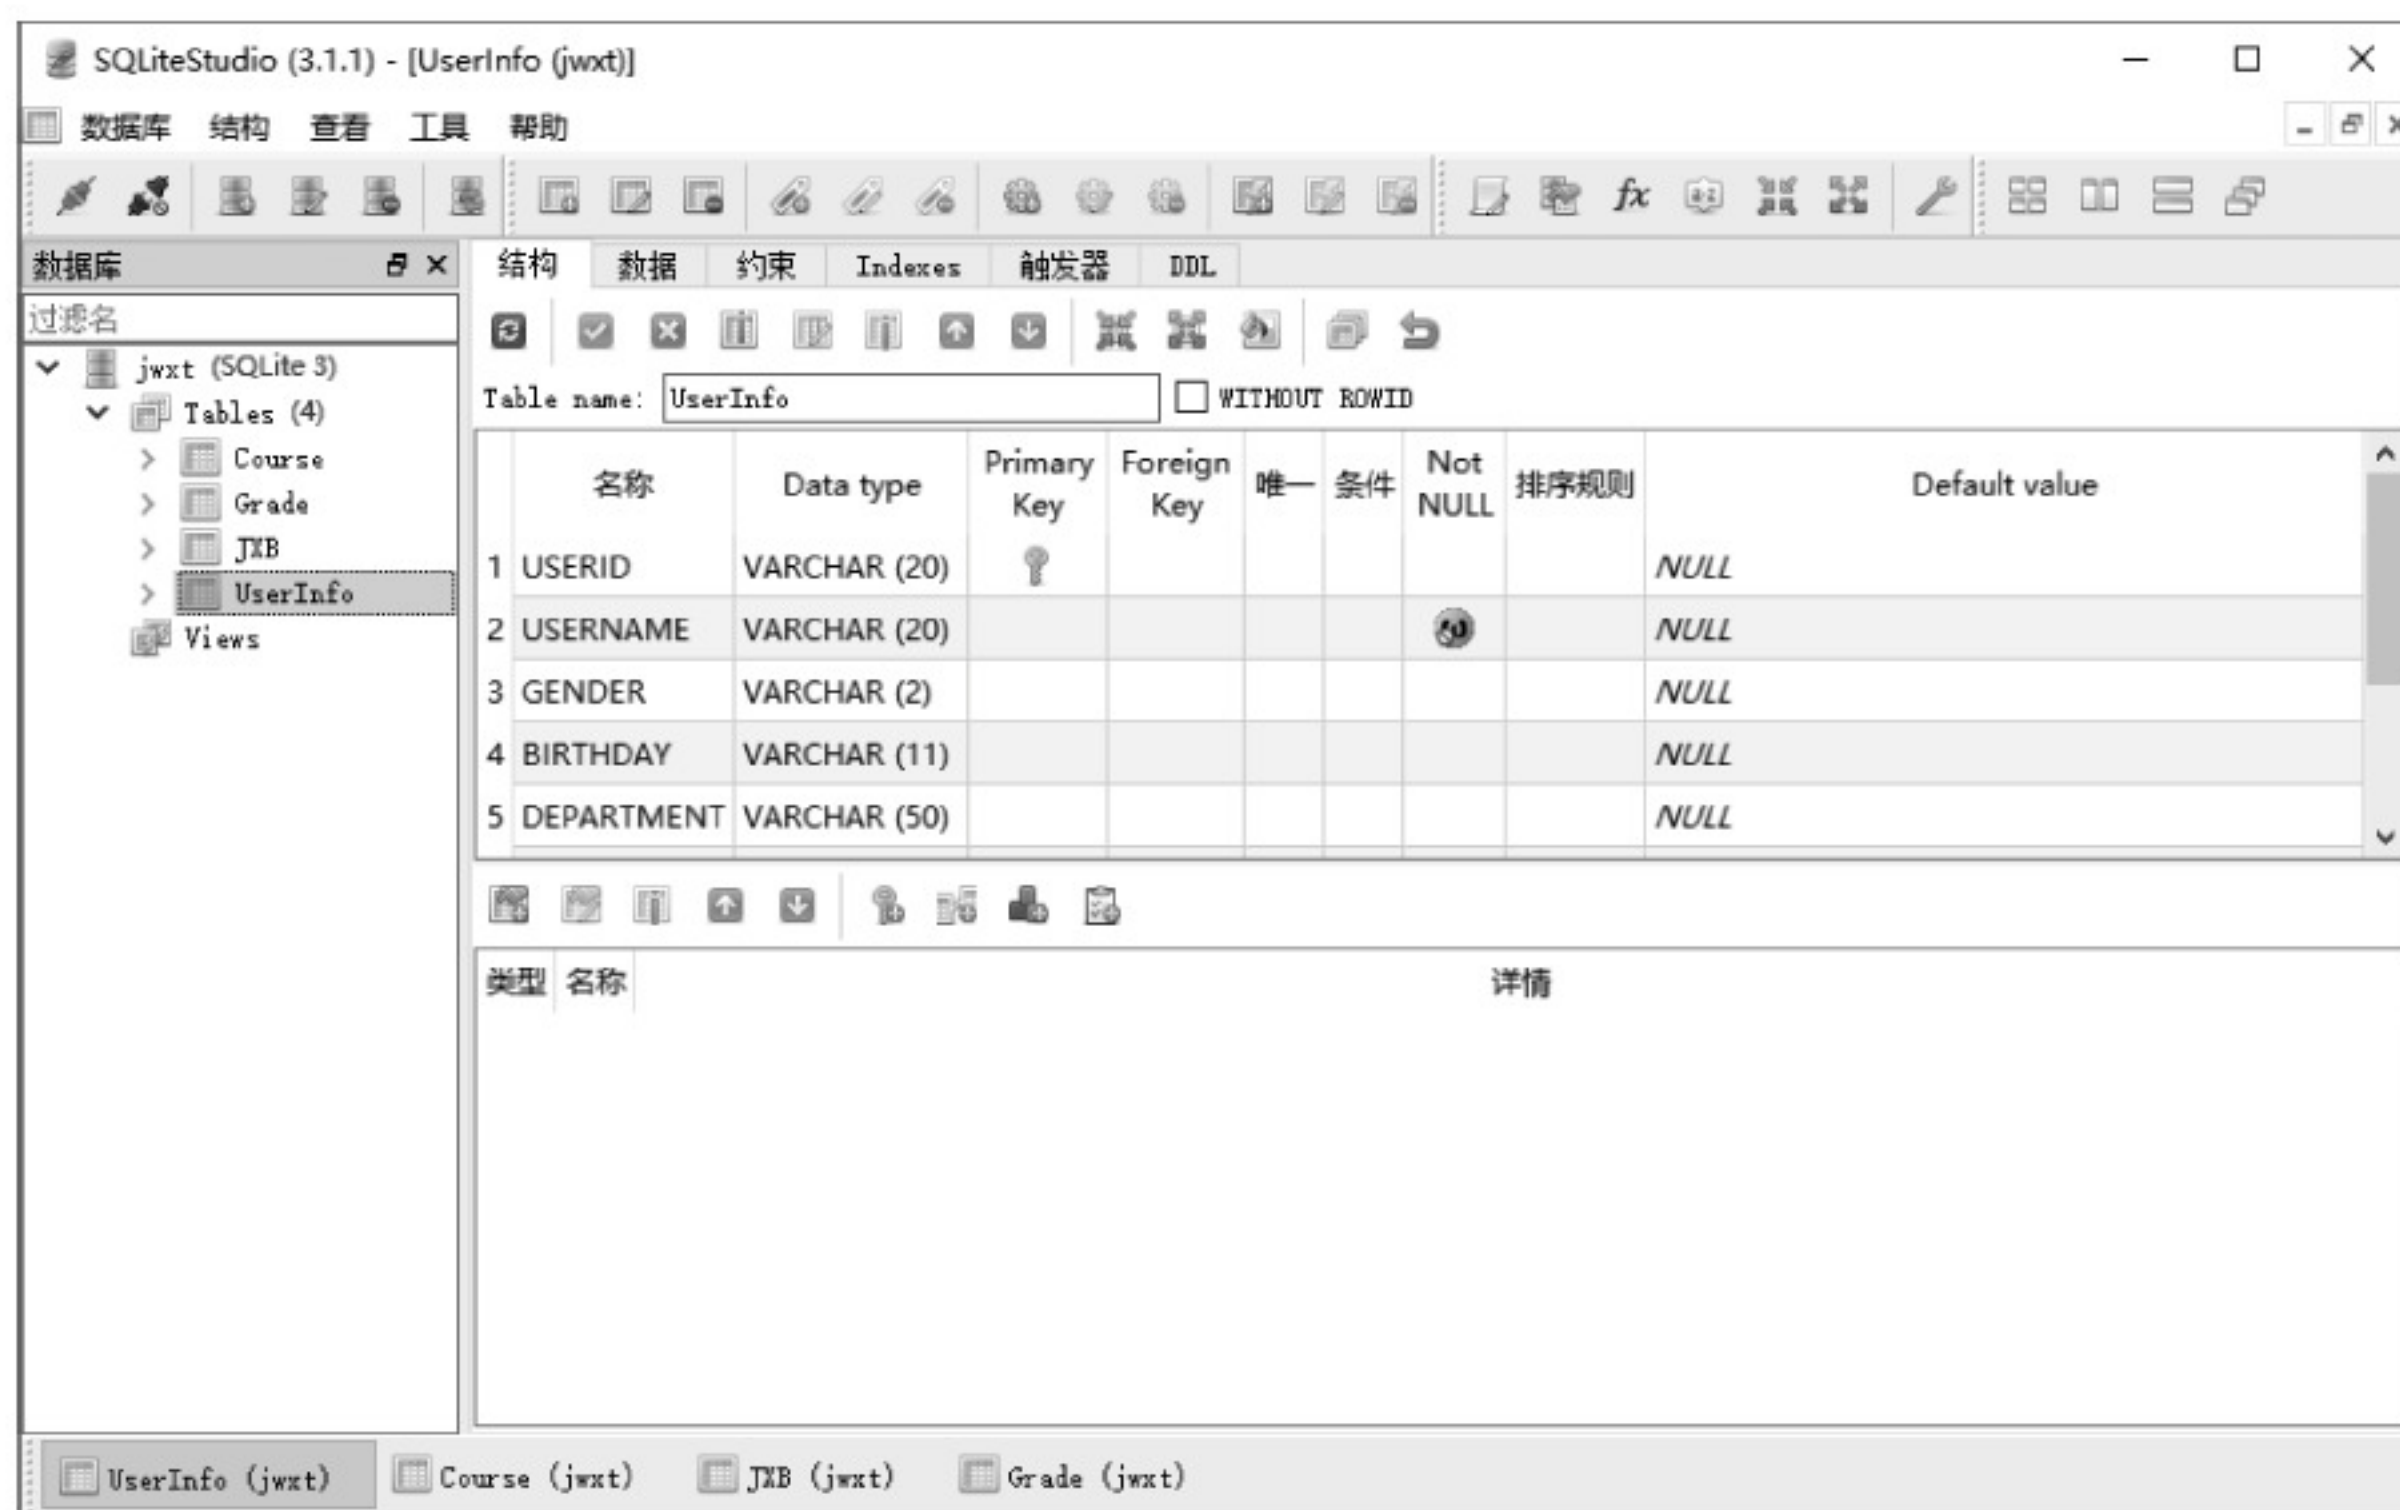 SQLiteStudio (3.1.1) - [UserInfo (jwxt)]
数据库 结构 查看 工具 帮助
数据库
过滤名
jwxt (SQLite 3)
Tables (4)
Course
Grade
JXB
UserInfo
Views
结构 数据 约束 Indexes 触发器 DDL
Table name: UserInfo WITHOUT ROWID
名称 Data type Primary Key Foreign Key 唯一 条件 Not NULL 排序规则 Default value
1 USERID VARCHAR (20) NULL
2 USERNAME VARCHAR (20) NULL
3 GENDER VARCHAR (2) NULL
4 BIRTHDAY VARCHAR (11) NULL
5 DEPARTMENT VARCHAR (50) NULL
类型 名称 详情
UserInfo (jwxt) Course (jwxt) JXB (jwxt) Grade (jwxt)